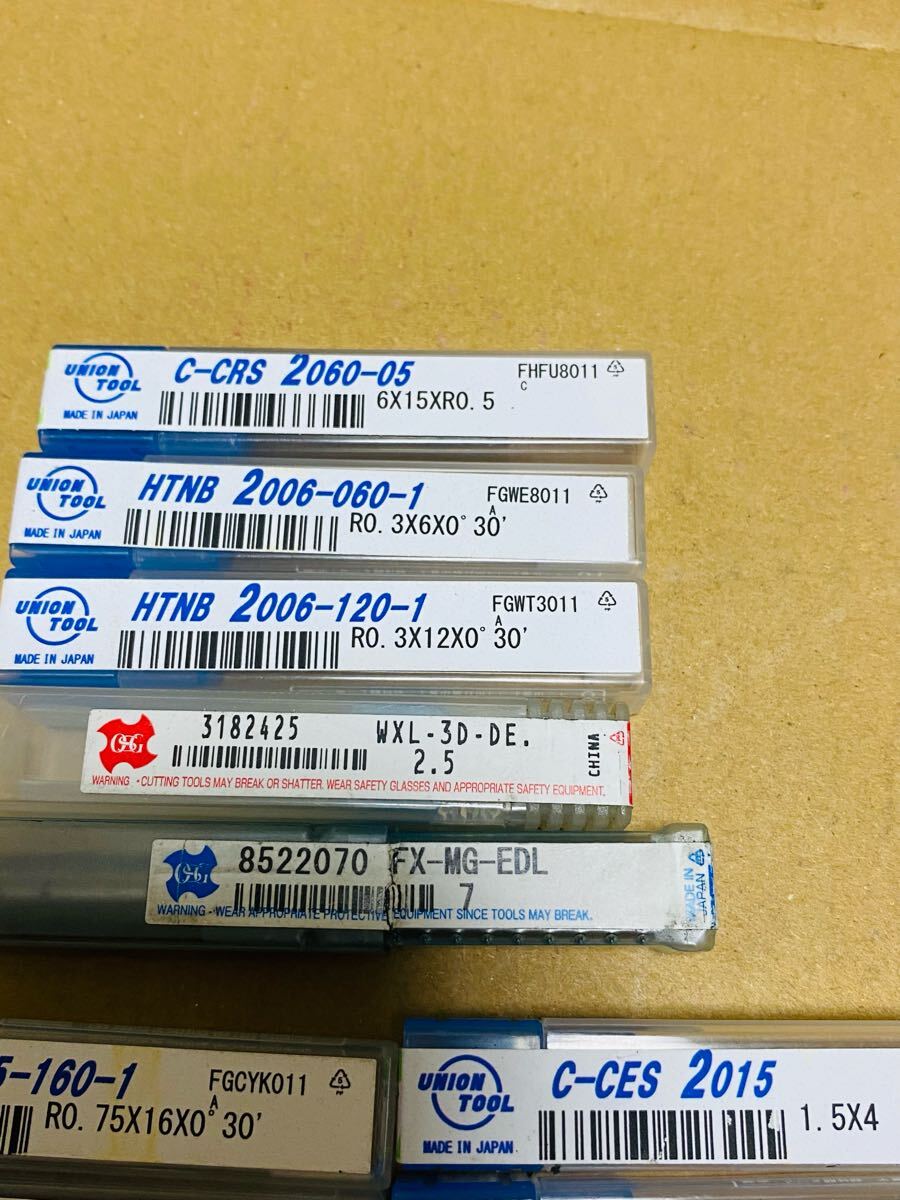 UNION TOOL
MADE IN JAPAN
C-CRS 2060-05
6X15XR0.5
FHFU8011
C
UNION TOOL
MADE IN JAPAN
HTNB 2006-060-1
R0.3X6X0°30'
FGWE8011
A
UNION TOOL
MADE IN JAPAN
HTNB 2006-120-1
R0.3X12X0°30'
FGWT3011
A
OSG
3182425
WXL-3D-DE.
2.5
CHINA
WARNING・CUTTING TOOLS MAY BREAK OR SHATTER. WEAR SAFETY GLASSES AND APPROPRIATE SAFETY EQUIPMENT.
OSG
8522070 FX-MG-EDL
7
MADE IN JAPAN
WARNING・WEAR APPROPRIATE PROTECTIVE EQUIPMENT SINCE TOOLS MAY BREAK.
5-160-1
R0.75X16X0°30'
FGCYK011
A
UNION TOOL
MADE IN JAPAN
C-CES 2015
1.5X4